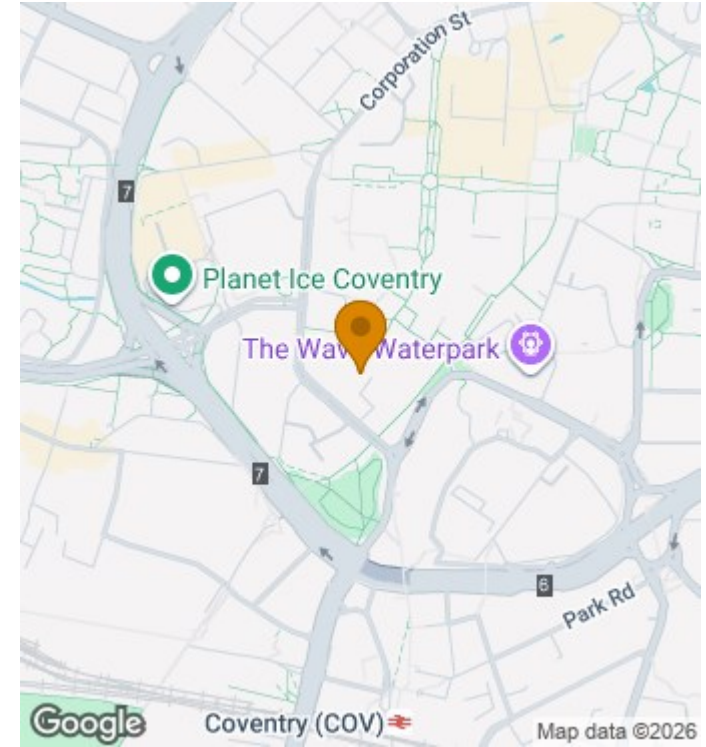 Corporation St
7
Planet Ice Coventry
The Wav Waterpark
7
6
Park Rd
Google
Coventry (COV)
Map data ©2026